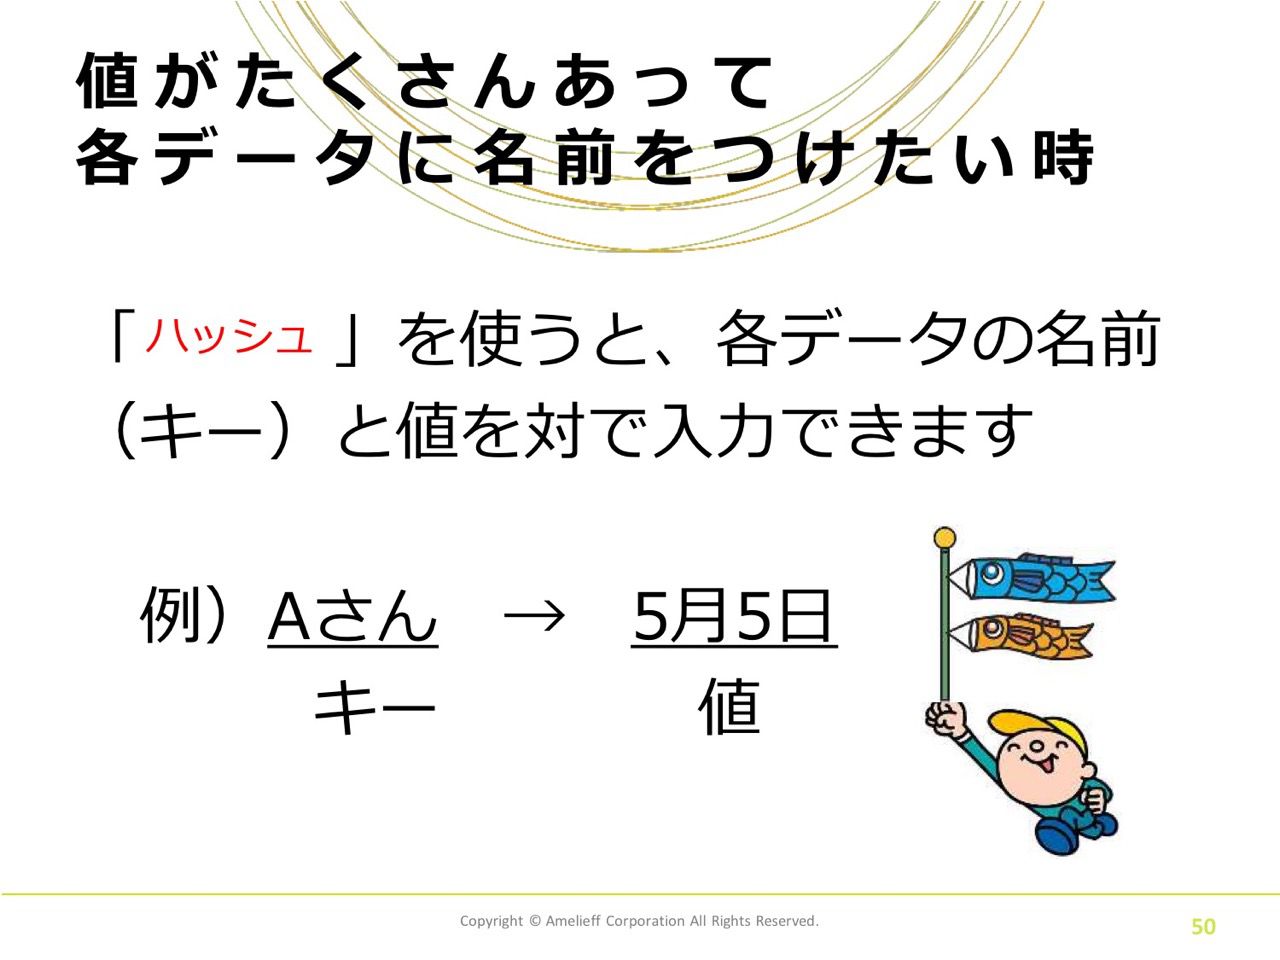 値がたくさんあって
各データに名前をつけたい時
「ハッシュ 」を使うと、各データの名前
（キー）と値を対で入力できます
例）Aさん → 5月5日
キー 値
Copyright © Amelieff Corporation All Rights Reserved.
50